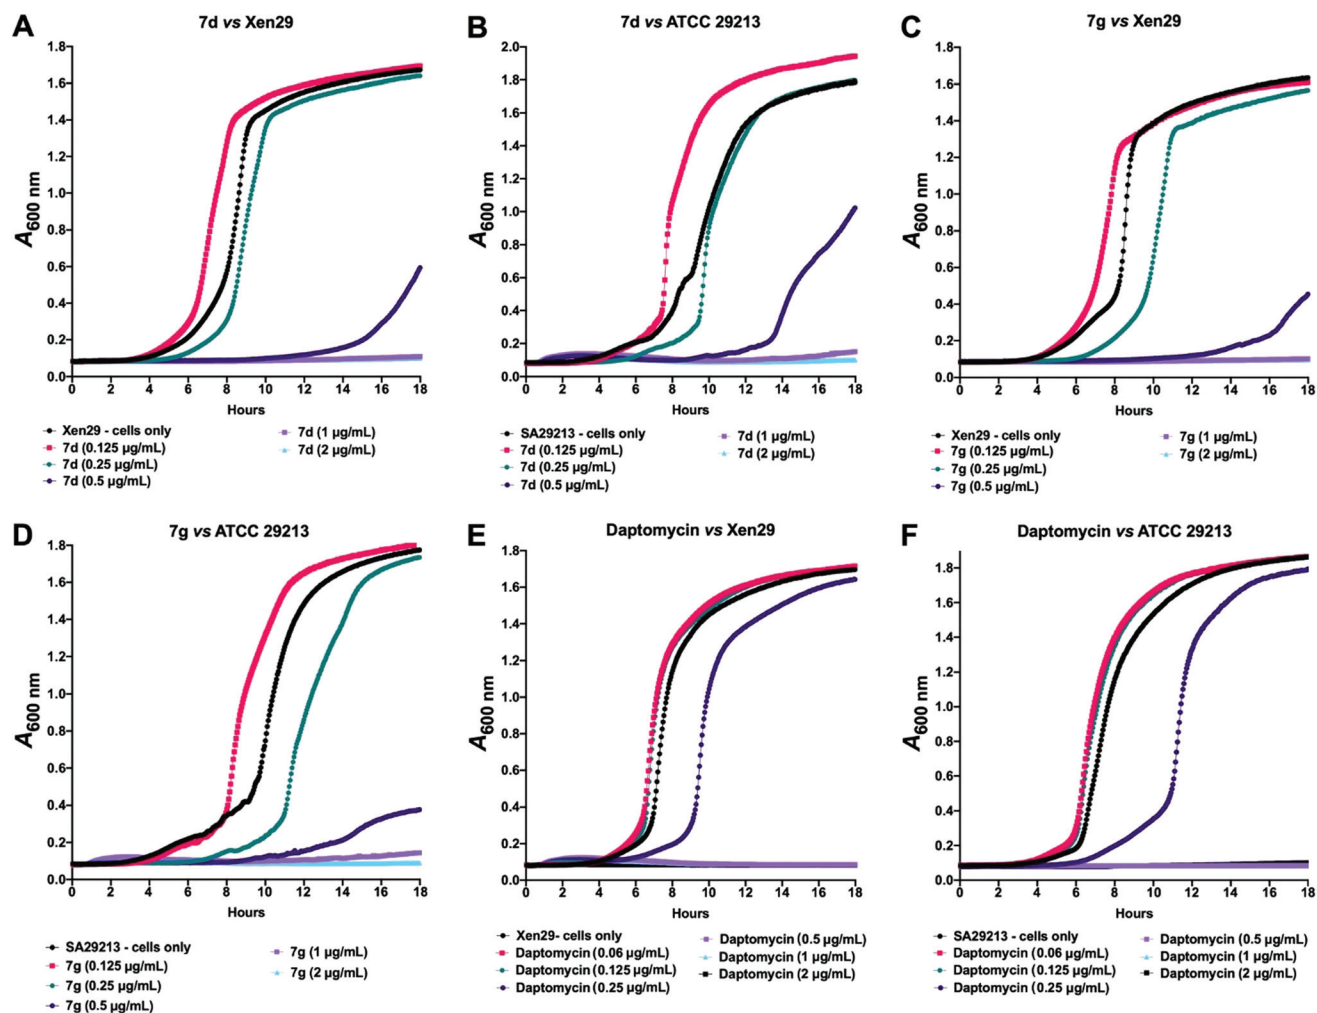 A
7d vs Xen29
A600 nm
1.8
1.6
1.4
1.2
1.0
0.8
0.6
0.4
0.2
0.0
0 2 4 6 8 10 12 14 16 18
Hours
Xen29 - cells only
7d (0.125 µg/mL)
7d (0.25 µg/mL)
7d (0.5 µg/mL)
7d (1 µg/mL)
7d (2 µg/mL)
B
7d vs ATCC 29213
A600 nm
2.0
1.8
1.6
1.4
1.2
1.0
0.8
0.6
0.4
0.2
0.0
0 2 4 6 8 10 12 14 16 18
Hours
SA29213 - cells only
7d (0.125 µg/mL)
7d (0.25 µg/mL)
7d (0.5 µg/mL)
7d (1 µg/mL)
7d (2 µg/mL)
C
7g vs Xen29
A600 nm
1.8
1.6
1.4
1.2
1.0
0.8
0.6
0.4
0.2
0.0
0 2 4 6 8 10 12 14 16 18
Hours
Xen29 - cells only
7g (0.125 µg/mL)
7g (0.25 µg/mL)
7g (0.5 µg/mL)
7g (1 µg/mL)
7g (2 µg/mL)
D
7g vs ATCC 29213
A600 nm
1.8
1.6
1.4
1.2
1.0
0.8
0.6
0.4
0.2
0.0
0 2 4 6 8 10 12 14 16 18
Hours
SA29213 - cells only
7g (0.125 µg/mL)
7g (0.25 µg/mL)
7g (0.5 µg/mL)
7g (1 µg/mL)
7g (2 µg/mL)
E
Daptomycin vs Xen29
A600 nm
1.8
1.6
1.4
1.2
1.0
0.8
0.6
0.4
0.2
0.0
0 2 4 6 8 10 12 14 16 18
Hours
Xen29- cells only
Daptomycin (0.06 µg/mL)
Daptomycin (0.125 µg/mL)
Daptomycin (0.25 µg/mL)
Daptomycin (0.5 µg/mL)
Daptomycin (1 µg/mL)
Daptomycin (2 µg/mL)
F
Daptomycin vs ATCC 29213
A600 nm
1.8
1.6
1.4
1.2
1.0
0.8
0.6
0.4
0.2
0.0
0 2 4 6 8 10 12 14 16 18
Hours
SA29213 - cells only
Daptomycin (0.06 µg/mL)
Daptomycin (0.125 µg/mL)
Daptomycin (0.25 µg/mL)
Daptomycin (0.5 µg/mL)
Daptomycin (1 µg/mL)
Daptomycin (2 µg/mL)